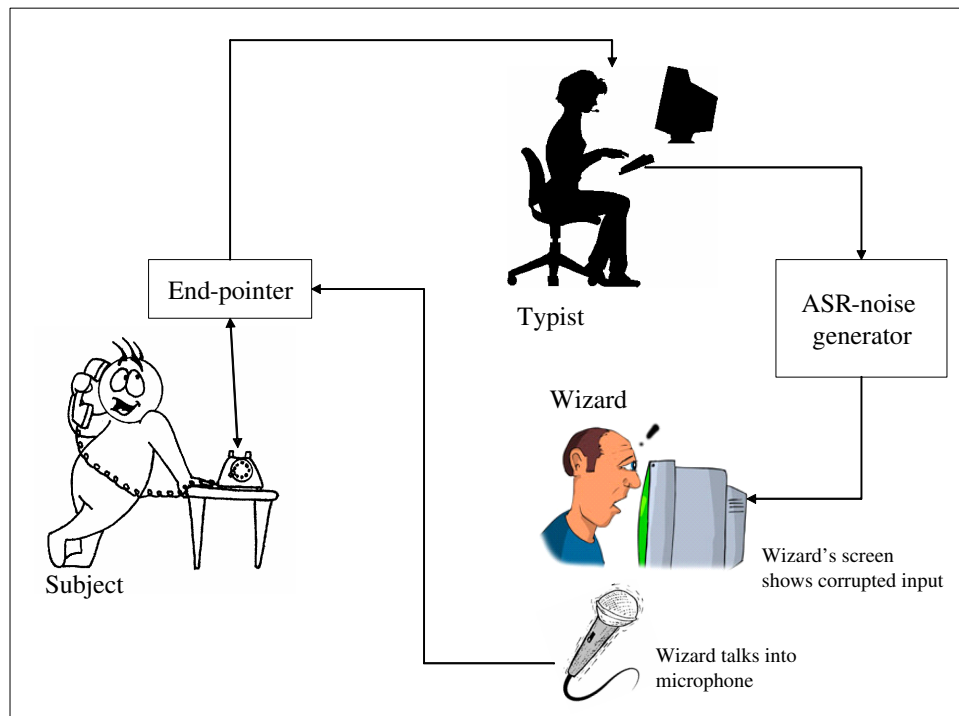 End-pointer
Typist
ASR-noise
generator
Wizard
Subject
Wizard’s screen
shows corrupted input
Wizard talks into
microphone